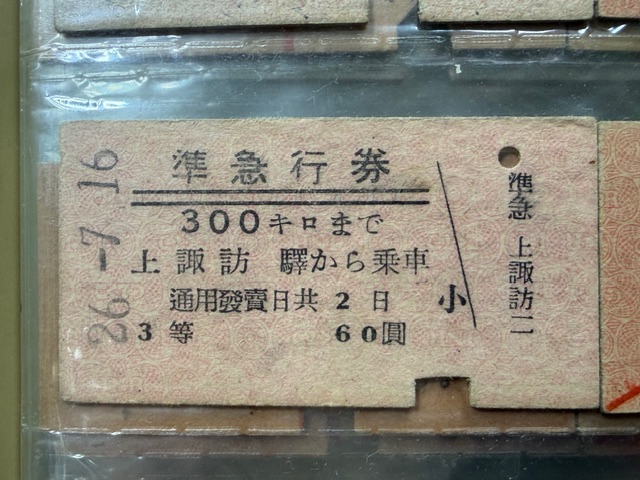 準急行券
300キロまで
上諏訪 驛から乗車
通用發賣日共 2 日
3 等 60圓
小
26-7.16
準急 上諏訪